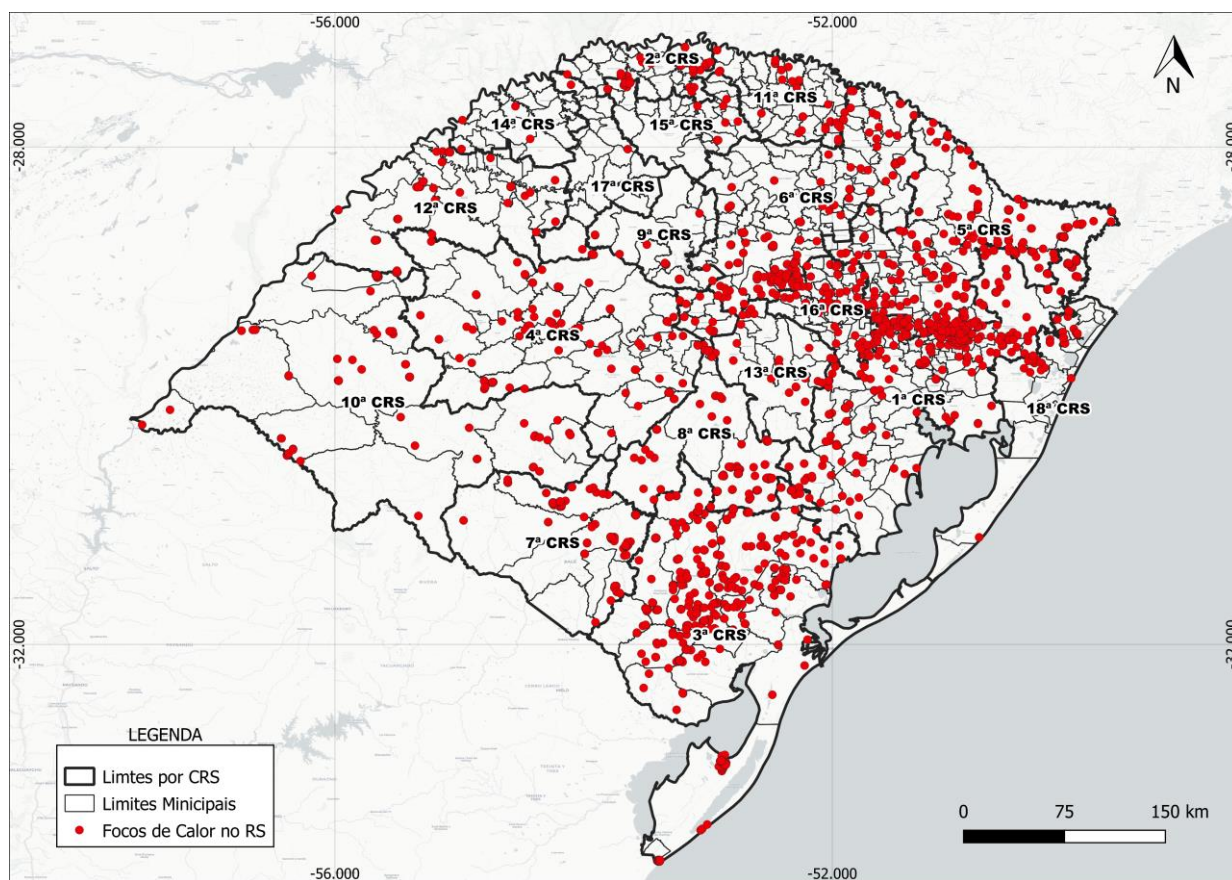 -56.000
-52.000
N
2ª CRS
11ª CRS
14ª CRS
15ª CRS
-28.000
-28.000
17ª CRS
6ª CRS
12ª CRS
9ª CRS
5ª CRS
16ª CRS
4ª CRS
13ª CRS
10ª CRS
1ª CRS
18ª CRS
8ª CRS
7ª CRS
3ª CRS
-32.000
-32.000
LEGENDA
Limtes por CRS
Limites Minicipais
Focos de Calor no RS
0 75 150 km
-56.000
-52.000